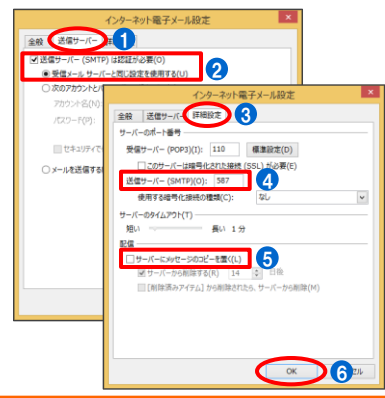 インターネット電子メール設定
全般 送信サーバー
1
送信サーバー (SMTP) は認証が必要(O)
受信メール サーバーと同じ設定を使用する(U)
2
次のアカウントとパ
アカウント名(N):
パスワード(P):
セキュリティで
メールを送信する
インターネット電子メール設定
全般 送信サーバー 詳細設定
3
サーバーのポート番号
受信サーバー (POP3)(I): 110 標準設定(D)
このサーバーは暗号化された接続 (SSL) が必要(E)
送信サーバー (SMTP)(O): 587
4
使用する暗号化接続の種類(C): なし
サーバーのタイムアウト(T)
短い 長い 1 分
配信
サーバーにメッセージのコピーを置く(L)
5
サーバーから削除する(R) 14 日後
[削除済みアイテム] から削除されたら、サーバーから削除(M)
OK
6
セル